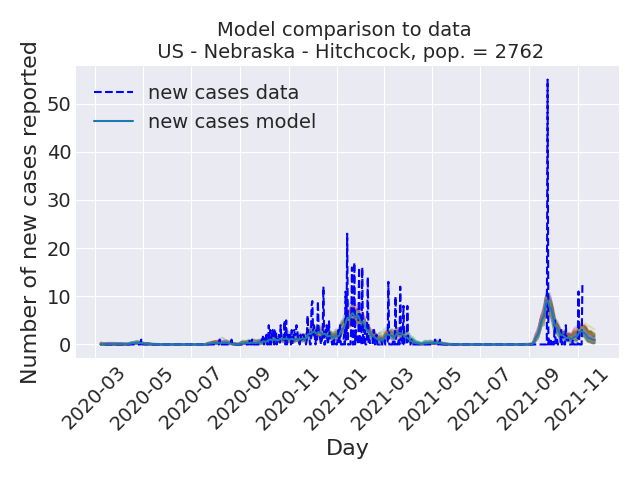 Model comparison to data
US - Nebraska - Hitchcock, pop. = 2762
Number of new cases reported
50
40
30
20
10
0
new cases data
new cases model
2020-03
2020-05
2020-07
2020-09
2020-11
2021-01
2021-03
2021-05
2021-07
2021-09
2021-11
Day